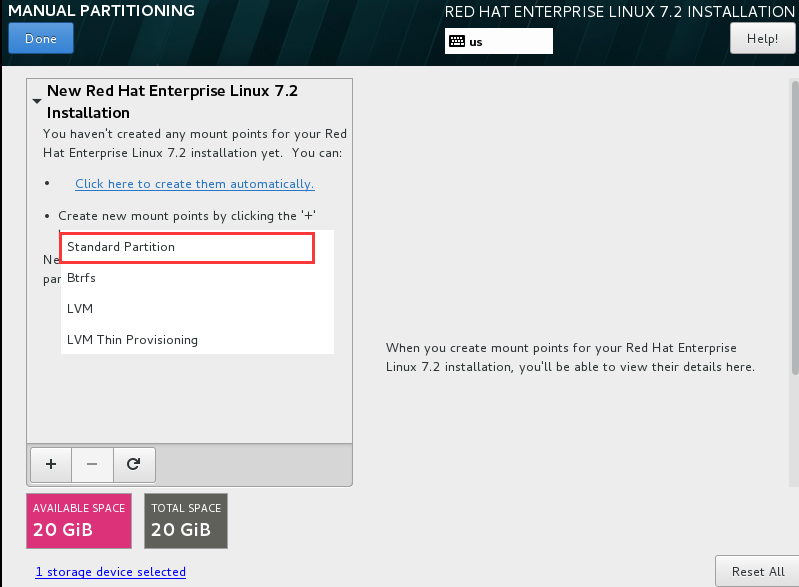 MANUAL PARTITIONING
RED HAT ENTERPRISE LINUX 7.2 INSTALLATION
Done
us
Help!
New Red Hat Enterprise Linux 7.2
Installation
You haven't created any mount points for your Red
Hat Enterprise Linux 7.2 installation yet. You can:
• Click here to create them automatically.
• Create new mount points by clicking the '+'
Standard Partition
Btrfs
LVM
LVM Thin Provisioning
When you create mount points for your Red Hat Enterprise
Linux 7.2 installation, you'll be able to view their details here.
+ −
AVAILABLE SPACE
20 GiB
TOTAL SPACE
20 GiB
1 storage device selected
Reset All